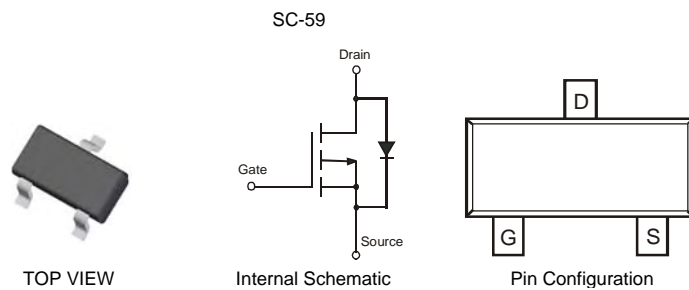 SC-59
Drain
Gate
Source
D
G
S
TOP VIEW
Internal Schematic
Pin Configuration